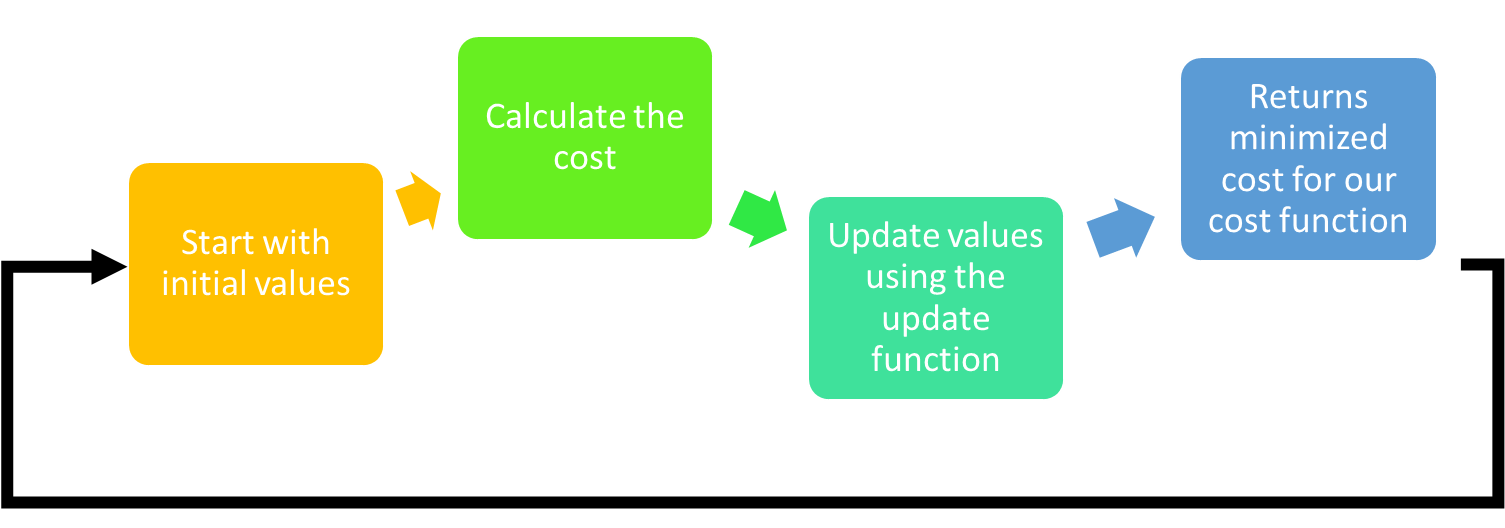 Start with
initial values
Calculate the
cost
Update values
using the
update
function
Returns
minimized
cost for our
cost function